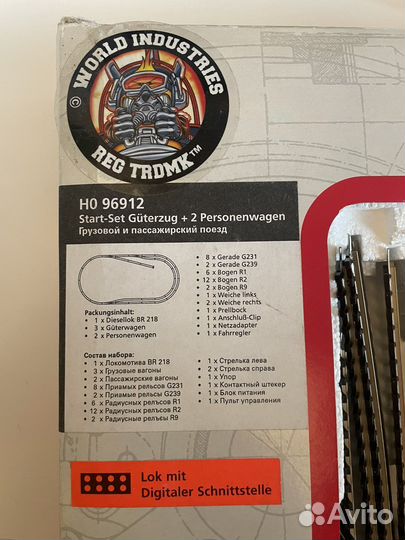 WORLD INDUSTRIES
©
REG TRDMK™
H0 96912
Start-Set Güterzug + 2 Personenwagen
Грузовой и пассажирский поезд
Packungsinhalt:
• 1 x Diesellok BR 218
• 3 x Güterwagen
• 2 x Personenwagen
• 8 x Gerade G231
• 2 x Gerade G239
• 6 x Bogen R1
• 12 x Bogen R2
• 2 x Bogen R9
• 1 x Weiche links
• 2 x Weiche rechts
• 1 x Prellbock
• 1 x Anschluß-Clip
• 1 x Netzadapter
• 1 x Fahrregler
Состав набора:
• 1 x Локомотива BR 218
• 3 x Грузовые вагоны
• 2 x Пассажирские вагоны
• 8 x Приамых рельсов G231
• 2 x Приамые рельсы G239
• 6 x Радиусных релъсов R1
• 12 x Радиусных релъсов R2
• 2 x Радиусные релъсы R9
• 1 x Стрелька лева
• 2 x Стрелька справа
• 1 x Упор
• 1 x Контактный штекер
• 1 x Блок питания
• 1 x Пульт управления
Lok mit
Digitaler Schnittstelle
Avito